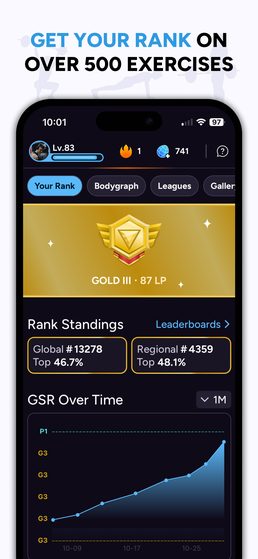 GET YOUR RANK ON
OVER 500 EXERCISES
10:01
97
Lv.83
1
741
Your Rank
Bodygraph
Leagues
Galler
GOLD III · 87 LP
Rank Standings
Leaderboards >
Global #13278
Top 46.7%
Regional #4359
Top 48.1%
GSR Over Time
1M
P1
G3
G3
G3
G3
G3
10-09
10-17
10-25